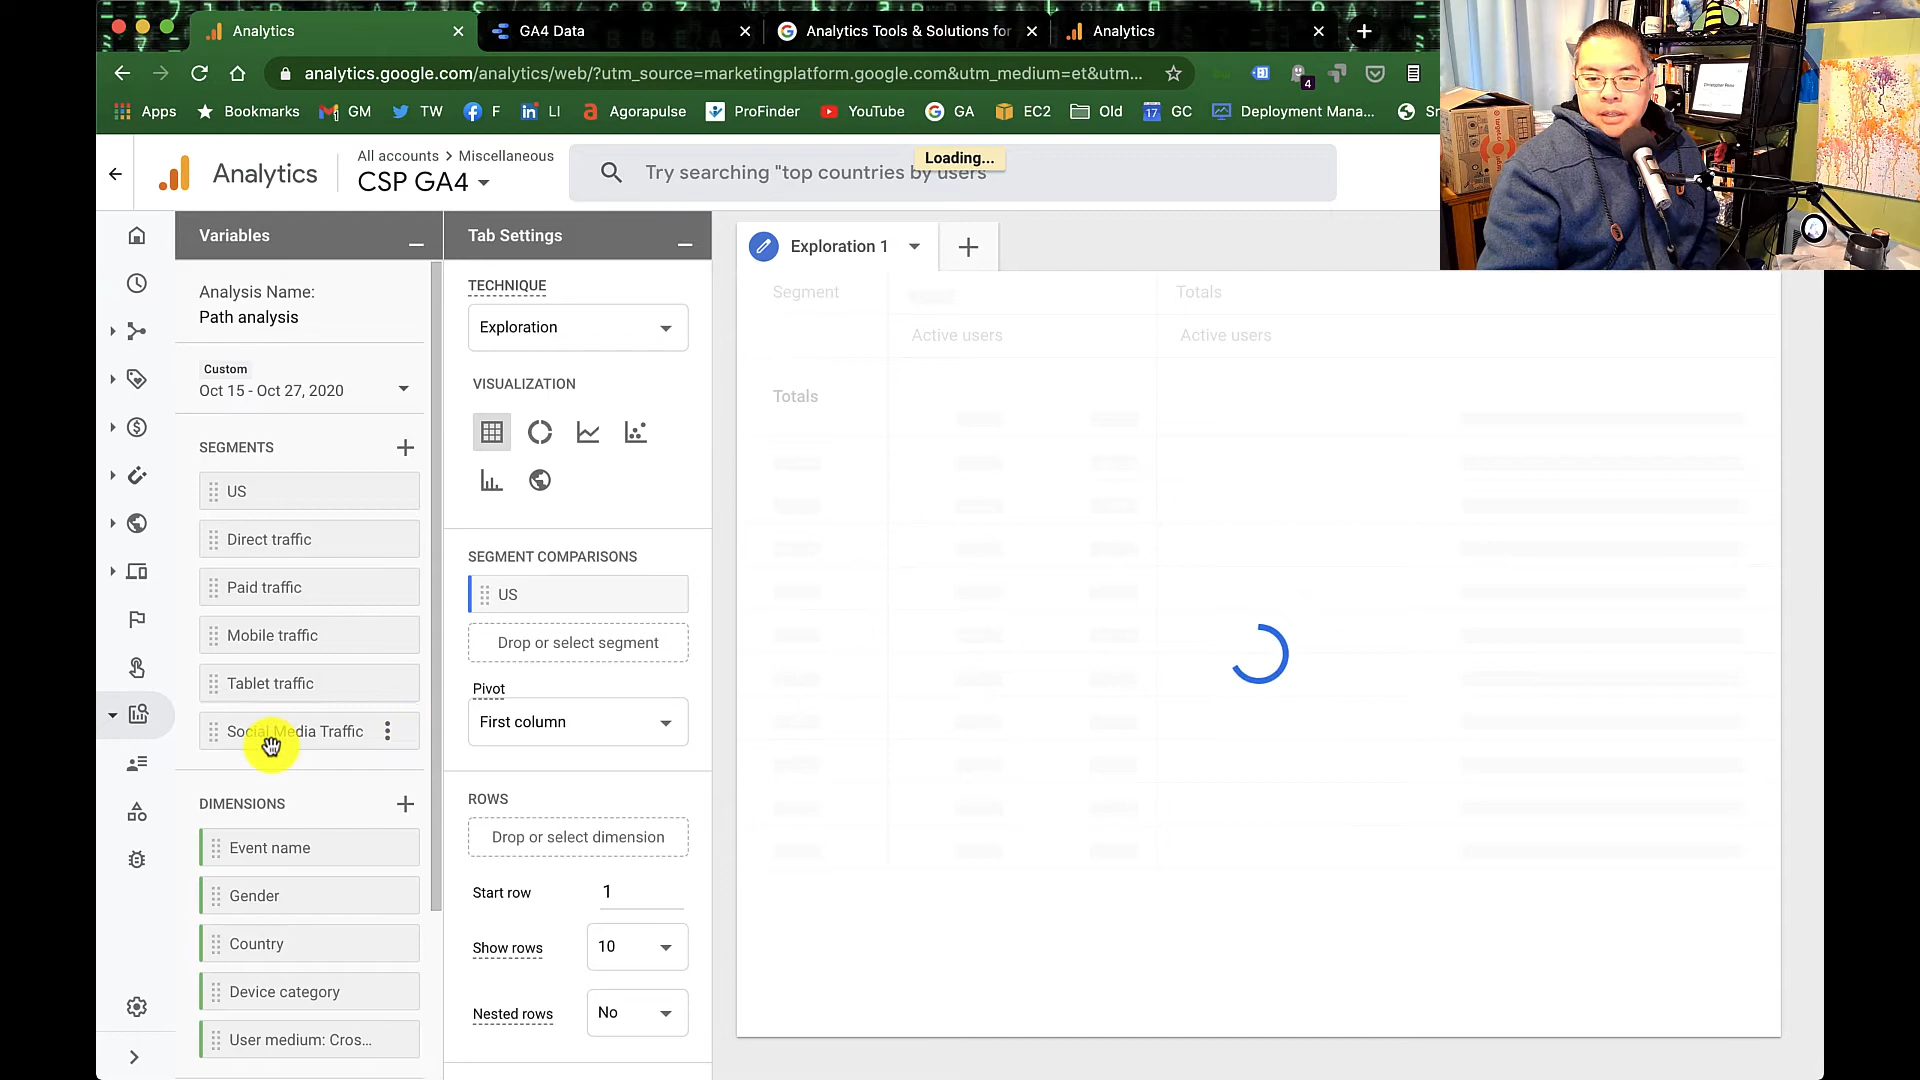 Analytics
GA4 Data
Analytics Tools & Solutions for
Analytics
analytics.google.com/analytics/web/?utm_source=marketingplatform.google.com&utm_medium=et&utm...
4
Apps
Bookmarks
GM
TW
F
LI
Agorapulse
ProFinder
YouTube
GA
EC2
Old
17
GC
Deployment Mana...
Sr
Analytics
All accounts > Miscellaneous
CSP GA4
Try searching "top countries by users"
Loading...
Variables
Analysis Name:
Path analysis
Custom
Oct 15 - Oct 27, 2020
SEGMENTS
US
Direct traffic
Paid traffic
Mobile traffic
Tablet traffic
Social Media Traffic
DIMENSIONS
Event name
Gender
Country
Device category
User medium: Cros...
Tab Settings
TECHNIQUE
Exploration
VISUALIZATION
SEGMENT COMPARISONS
US
Drop or select segment
Pivot
First column
ROWS
Drop or select dimension
Start row
1
Show rows
10
Nested rows
No
Exploration 1
Segment
Totals
Active users
Active users
Totals